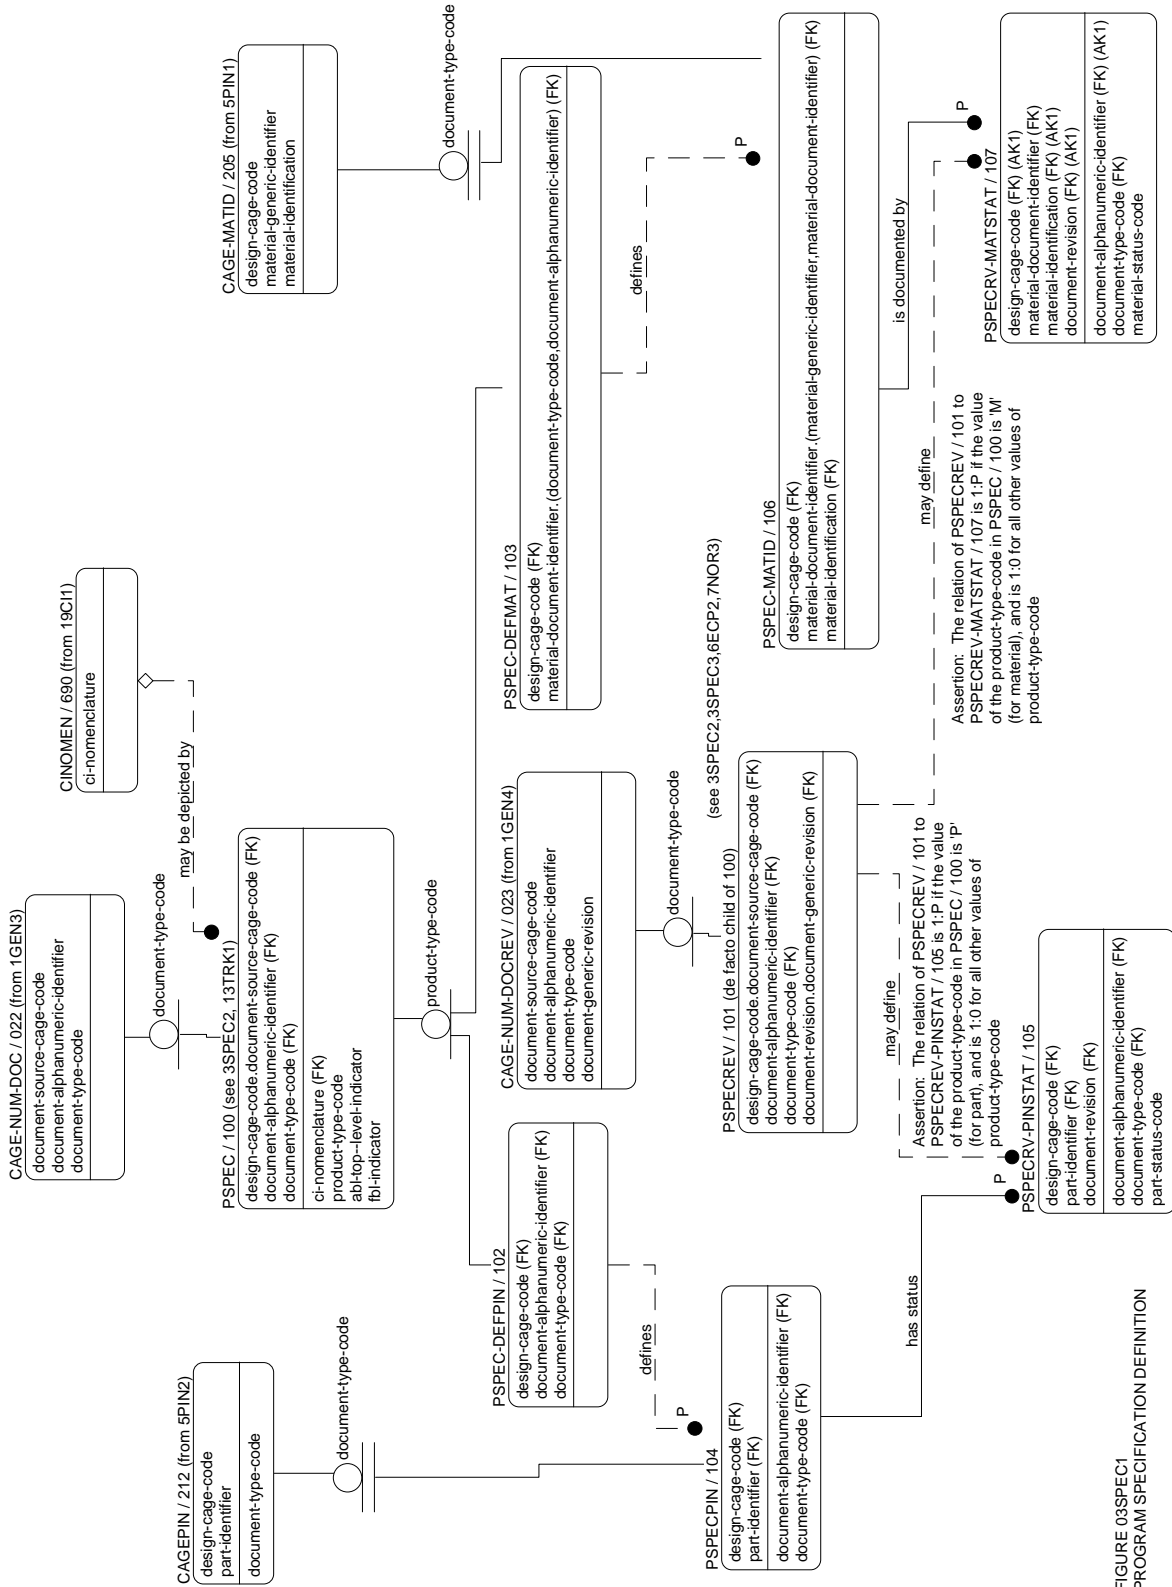 CAGE-NUM-DOC / 022 (from 1GEN3)
document-source-cage-code
document-alphanumeric-identifier
document-type-code
document-type-code
CINOMEN / 690 (from 19CI1)
ci-nomenclature
may be depicted by
CAGE-MATID / 205 (from 5PIN1)
design-cage-code
material-generic-identifier
material-identification
document-type-code
CAGEPIN / 212 (from 5PIN2)
design-cage-code
part-identifier
document-type-code
document-type-code
PSPEC / 100 (see 3SPEC2, 13TRK1)
design-cage-code.document-source-cage-code (FK)
document-alphanumeric-identifier (FK)
document-type-code (FK)
ci-nomenclature (FK)
product-type-code
abl-top--level-indicator
fbl-indicator
product-type-code
PSPEC-DEFPIN / 102
design-cage-code (FK)
document-alphanumeric-identifier (FK)
document-type-code (FK)
defines
P
CAGE-NUM-DOCREV / 023 (from 1GEN4)
document-source-cage-code
document-alphanumeric-identifier
document-type-code
document-generic-revision
document-type-code
PSPEC-DEFMAT / 103
design-cage-code (FK)
material-document-identifier.(document-type-code,document-alphanumeric-identifier) (FK)
defines
P
(see 3SPEC2,3SPEC3,6ECP2,7NOR3)
PSPECPIN / 104
design-cage-code (FK)
part-identifier (FK)
document-alphanumeric-identifier (FK)
document-type-code (FK)
has status
P
PSPECREV / 101 (de facto child of 100)
design-cage-code.document-source-cage-code (FK)
document-alphanumeric-identifier (FK)
document-type-code (FK)
document-revision.document-generic-revision (FK)
may define
Assertion: The relation of PSPECREV / 101 to
PSPECREV-PINSTAT / 105 is 1:P if the value
of the product-type-code in PSPEC / 100 is 'P'
(for part), and is 1:0 for all other values of
product-type-code
PSPEC-MATID / 106
design-cage-code (FK)
material-document-identifier.(material-generic-identifier,material-document-identifier) (FK)
material-identification (FK)
is documented by
P
may define
Assertion: The relation of PSPECREV / 101 to
PSPECREV-MATSTAT / 107 is 1:P if the value
of the product-type-code in PSPEC / 100 is 'M'
(for material), and is 1:0 for all other values of
product-type-code
PSPECRV-PINSTAT / 105
design-cage-code (FK)
part-identifier (FK)
document-revision (FK)
document-alphanumeric-identifier (FK)
document-type-code (FK)
part-status-code
PSPECRV-MATSTAT / 107
design-cage-code (FK) (AK1)
material-document-identifier (FK)
material-identification (FK) (AK1)
document-revision (FK) (AK1)
document-alphanumeric-identifier (FK) (AK1)
document-type-code (FK)
material-status-code
FIGURE 03SPEC1
PROGRAM SPECIFICATION DEFINITION